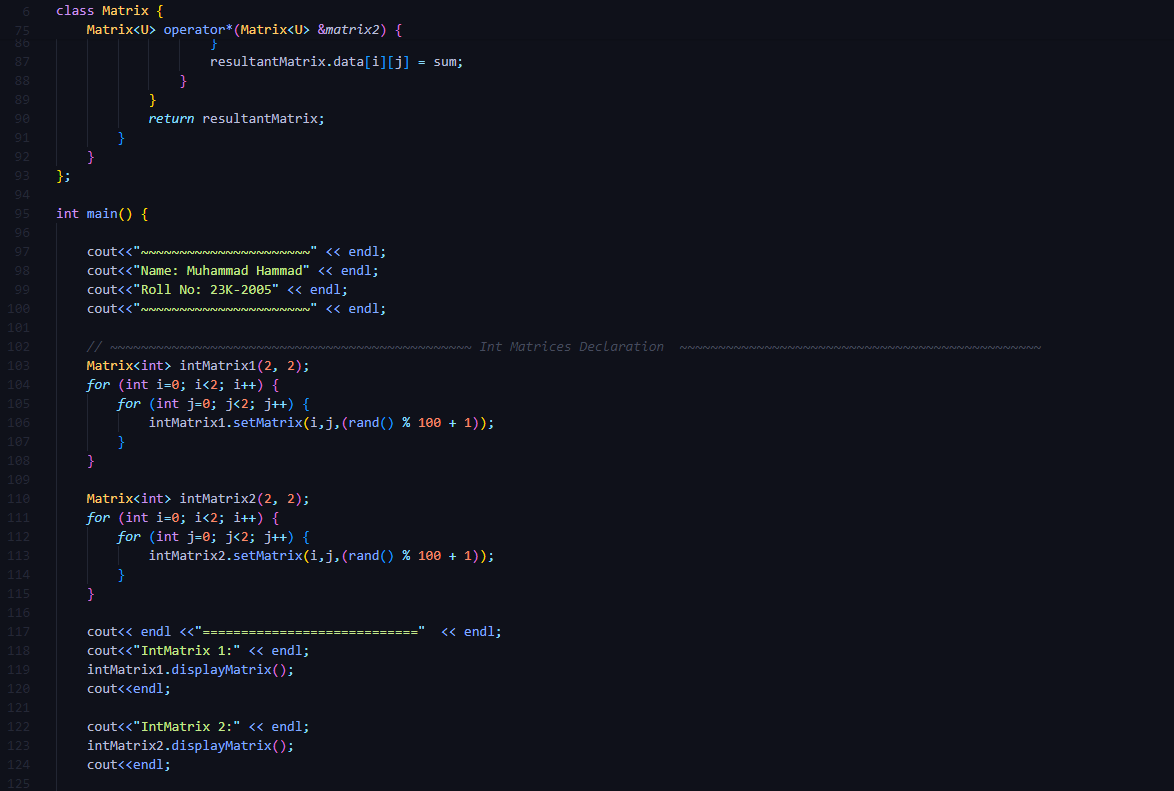 6 class Matrix {
75 Matrix<U> operator*(Matrix<U> &matrix2) {
86 }
87 resultantMatrix.data[i][j] = sum;
88 }
89 }
90 return resultantMatrix;
91 }
92 }
93 };
94
95 int main() {
96
97 cout<<"~~~~~~~~~~~~~~~~~~~~~~" << endl;
98 cout<<"Name: Muhammad Hammad" << endl;
99 cout<<"Roll No: 23K-2005" << endl;
100 cout<<"~~~~~~~~~~~~~~~~~~~~~~" << endl;
101
102 // ~~~~~~~~~~~~~~~~~~~~~~~~~~~~~~~~~~~~~~~~~~~~~~~ Int Matrices Declaration ~~~~~~~~~~~~~~~~~~~~~~~~~~~~~~~~~~~~~~~~~~~~~~~
103 Matrix<int> intMatrix1(2, 2);
104 for (int i=0; i<2; i++) {
105 for (int j=0; j<2; j++) {
106 intMatrix1.setMatrix(i,j,(rand() % 100 + 1));
107 }
108 }
109
110 Matrix<int> intMatrix2(2, 2);
111 for (int i=0; i<2; i++) {
112 for (int j=0; j<2; j++) {
113 intMatrix2.setMatrix(i,j,(rand() % 100 + 1));
114 }
115 }
116
117 cout<< endl <<"============================" << endl;
118 cout<<"IntMatrix 1:" << endl;
119 intMatrix1.displayMatrix();
120 cout<<endl;
121
122 cout<<"IntMatrix 2:" << endl;
123 intMatrix2.displayMatrix();
124 cout<<endl;
125